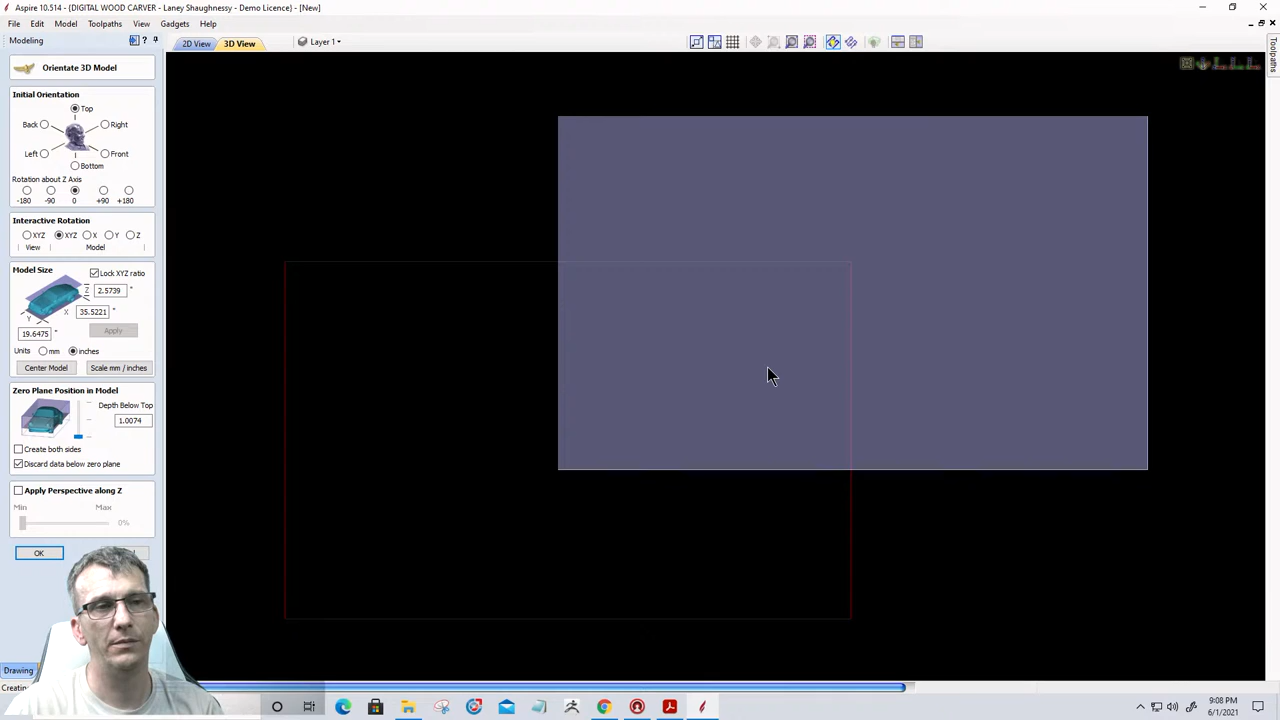 Aspire 10.514 - (DIGITAL WOOD CARVER - Laney Shaughnessy - Demo Licence) - [New]
File Edit Model Toolpaths View Gadgets Help
Modeling
2D View 3D View Layer 1
Toolpaths
Orientate 3D Model
Initial Orientation
Top
Back Right
Left Front
Bottom
Rotation about Z Axis
-180 -90 0 +90 +180
Interactive Rotation
XYZ XYZ X Y Z
View Model
Model Size
Lock XYZ ratio
Z 2.5739 "
Y X 35.5221 "
19.6475 " Apply
Units mm inches
Center Model Scale mm / inches
Zero Plane Position in Model
Depth Below Top
1.0074
Create both sides
Discard data below zero plane
Apply Perspective along Z
Min Max
0%
OK
Drawing
9:08 PM
6/1/2021